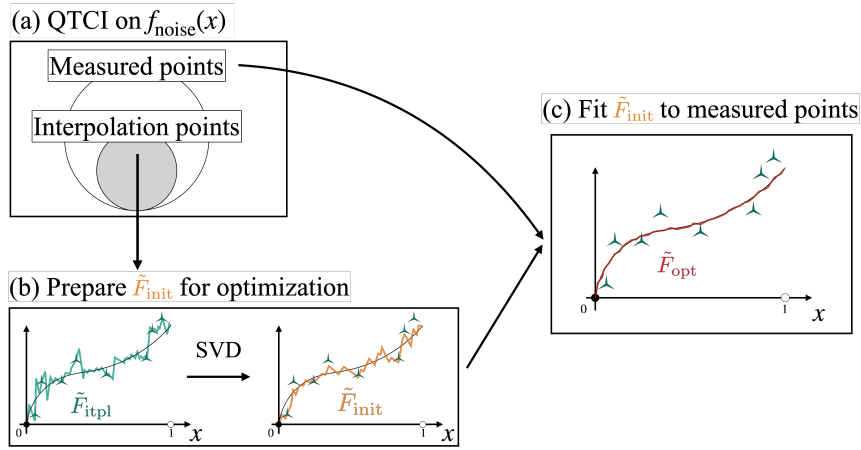 (a) QTCI on f_noise(x)
Measured points
Interpolation points
(b) Prepare F̃_init for optimization
F̃_itpl
0
1
x
SVD
F̃_init
0
1
x
(c) Fit F̃_init to measured points
F̃_opt
0
1
x